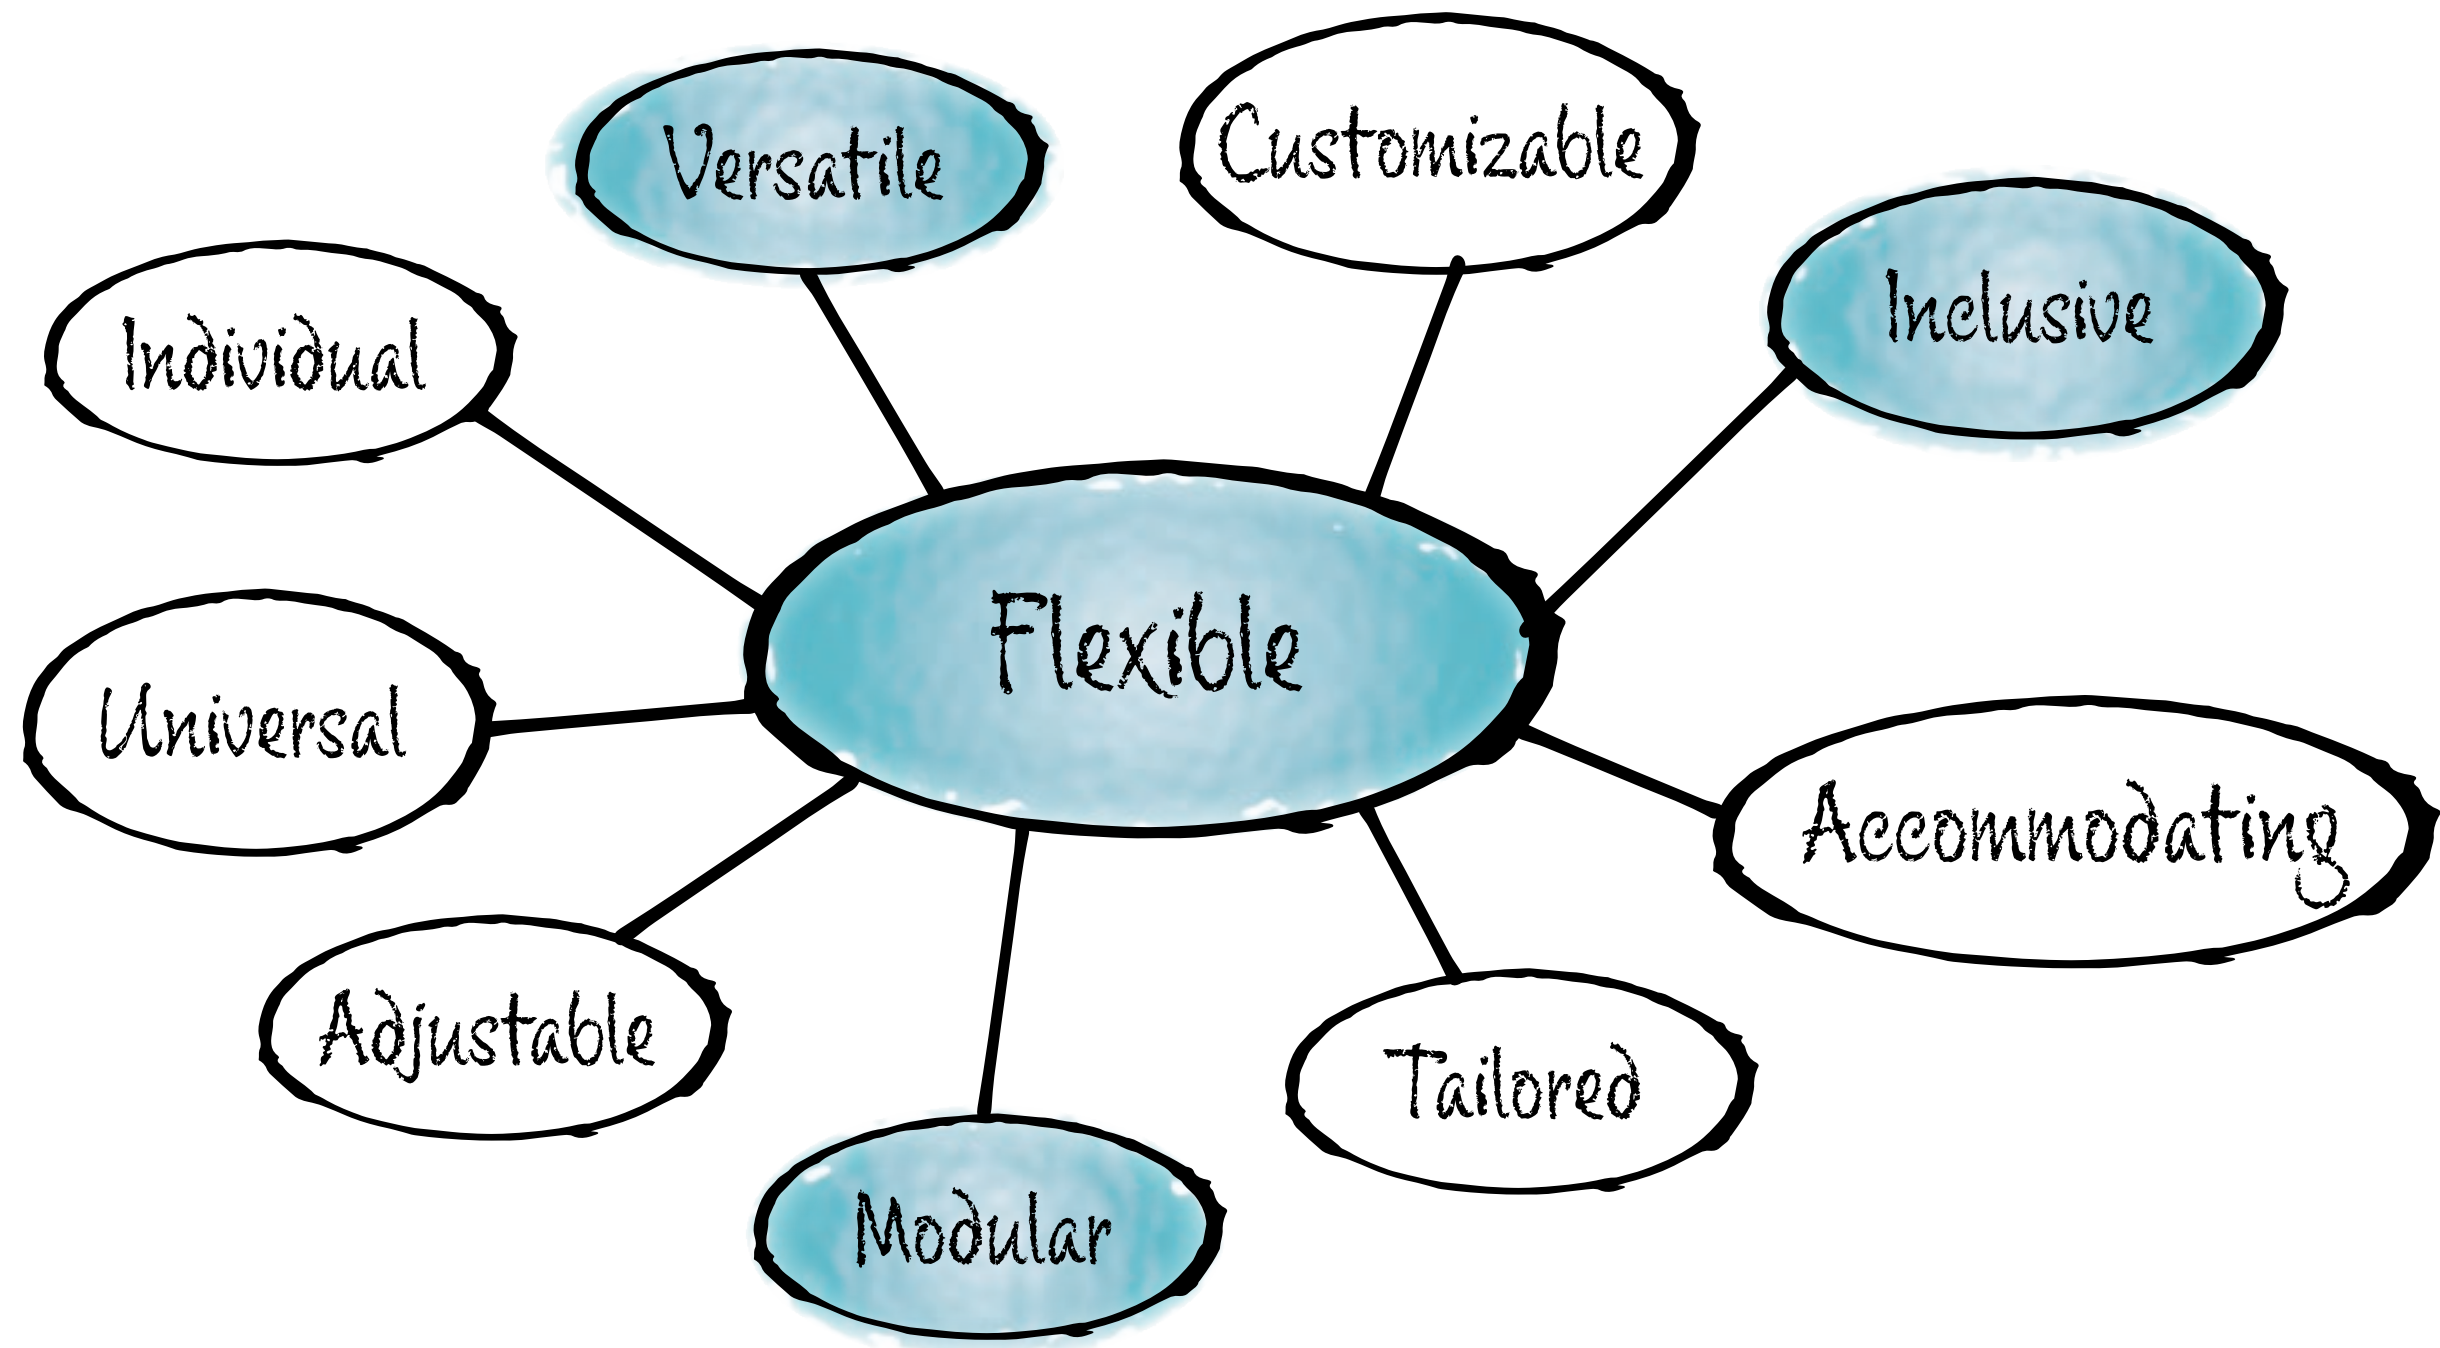 Versatile
Customizable
Inclusive
Individual
Flexible
Universal
Accommodating
Adjustable
Tailored
Modular